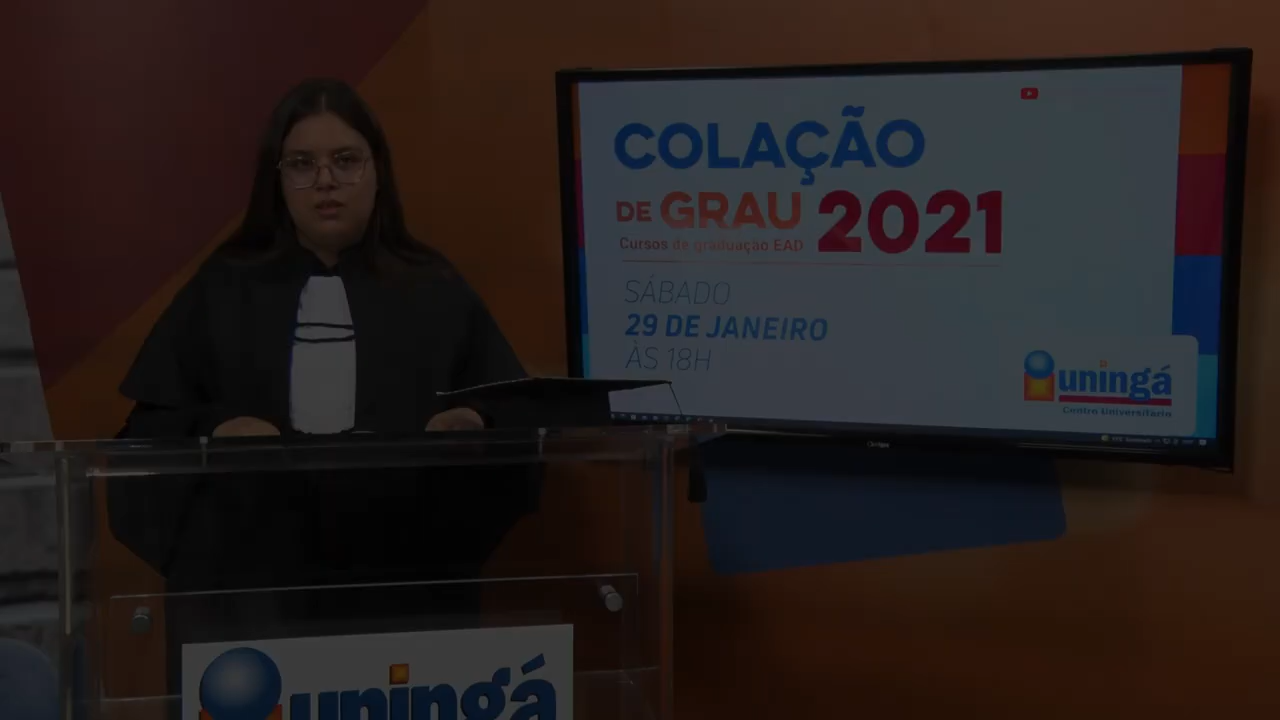 COLAÇÃO
DE GRAU 2021
Cursos de graduação EAD
SÁBADO
29 DE JANEIRO
ÀS 18H
uningá
Centro Universitário
uningá